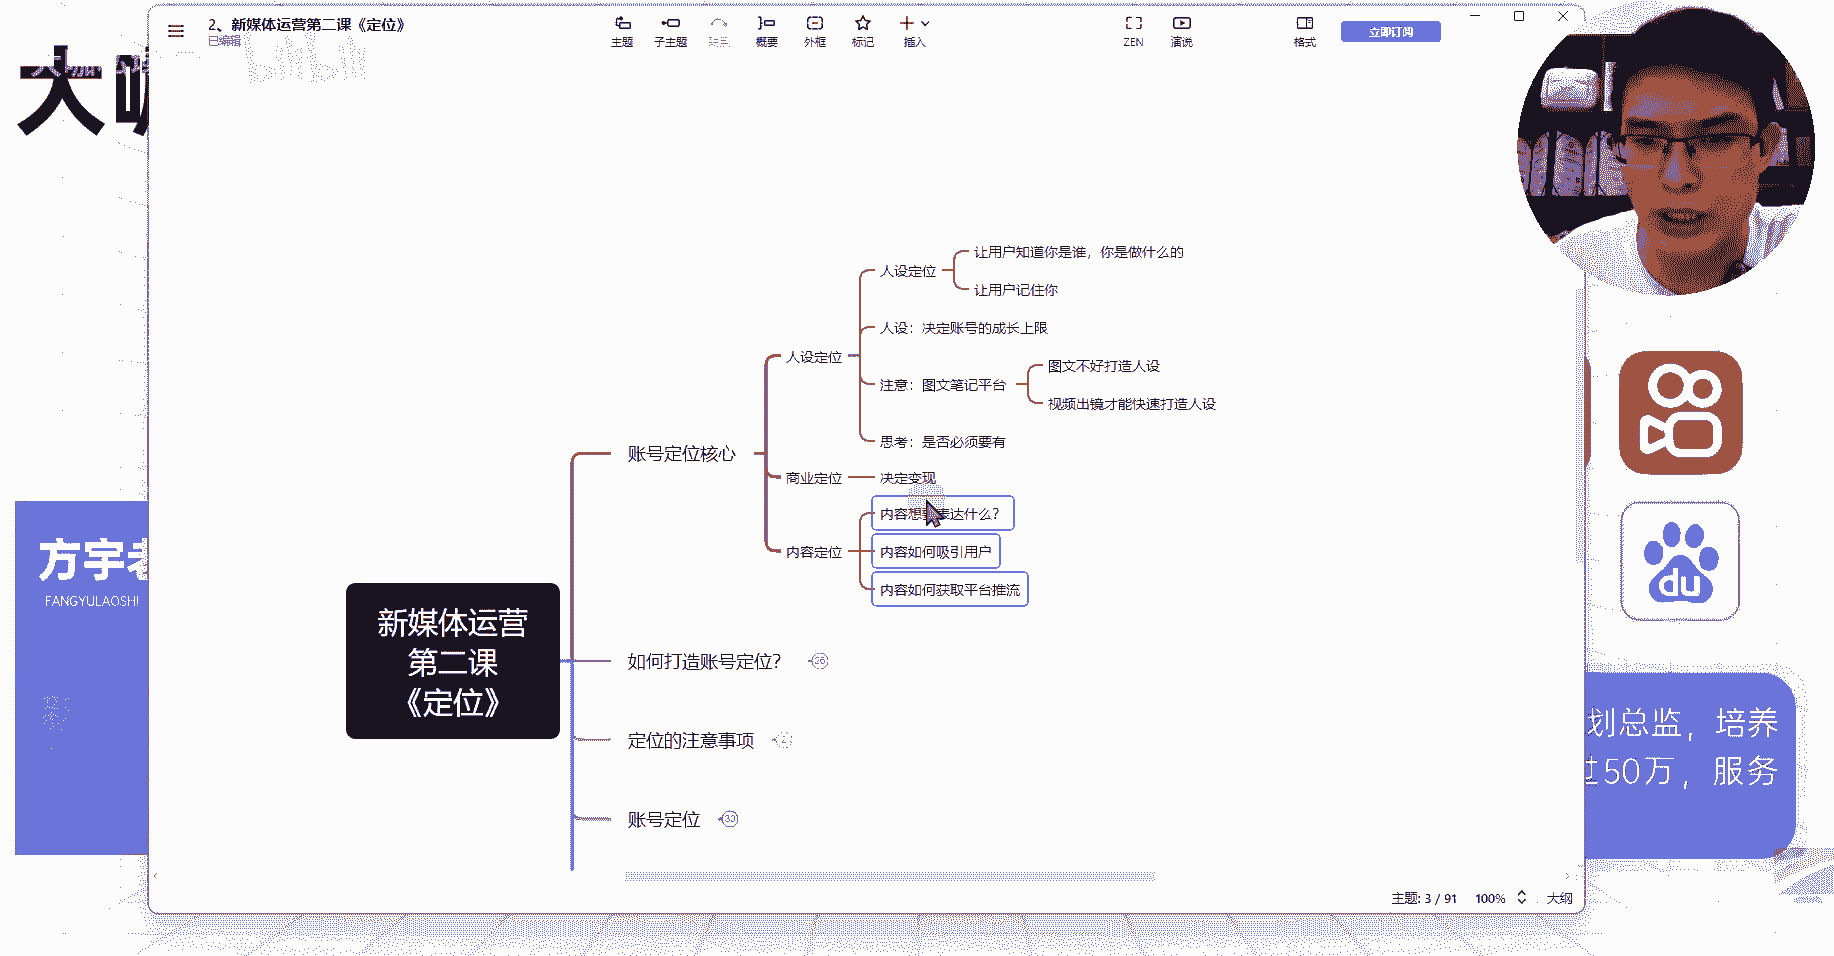 2、新媒体运营第二课《定位》
已编辑
主题
子主题
概要
外框
标记
插入
ZEN
演说
格式
立即订阅
大
方宇
FANGYULAOSHI
让用户知道你是谁，你是做什么的
人设定位
让用户记住你
人设：决定账号的成长上限
人设定位
图文不好打造人设
注意：图文笔记平台
视频出镜才能快速打造人设
思考：是否必须要有
账号定位核心
商业定位
决定变现
内容想要表达什么？
内容定位
内容如何吸引用户
内容如何获取平台推流
新媒体运营
第二课
《定位》
如何打造账号定位？
26
定位的注意事项
账号定位
30
du
划总监，培养
过50万，服务
主题: 3 / 91
100%
大纲